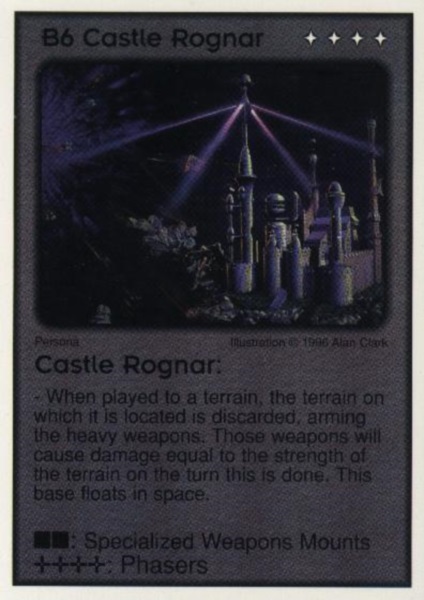 B6 Castle Rognar
Persona
Illustration © 1996 Alan Clark
Castle Rognar:
- When played to a terrain, the terrain on
which it is located is discarded, arming
the heavy weapons. Those weapons will
cause damage equal to the strength of
the terrain on the turn this is done. This
base floats in space.
■■: Specialized Weapons Mounts
✢✢✢✢: Phasers